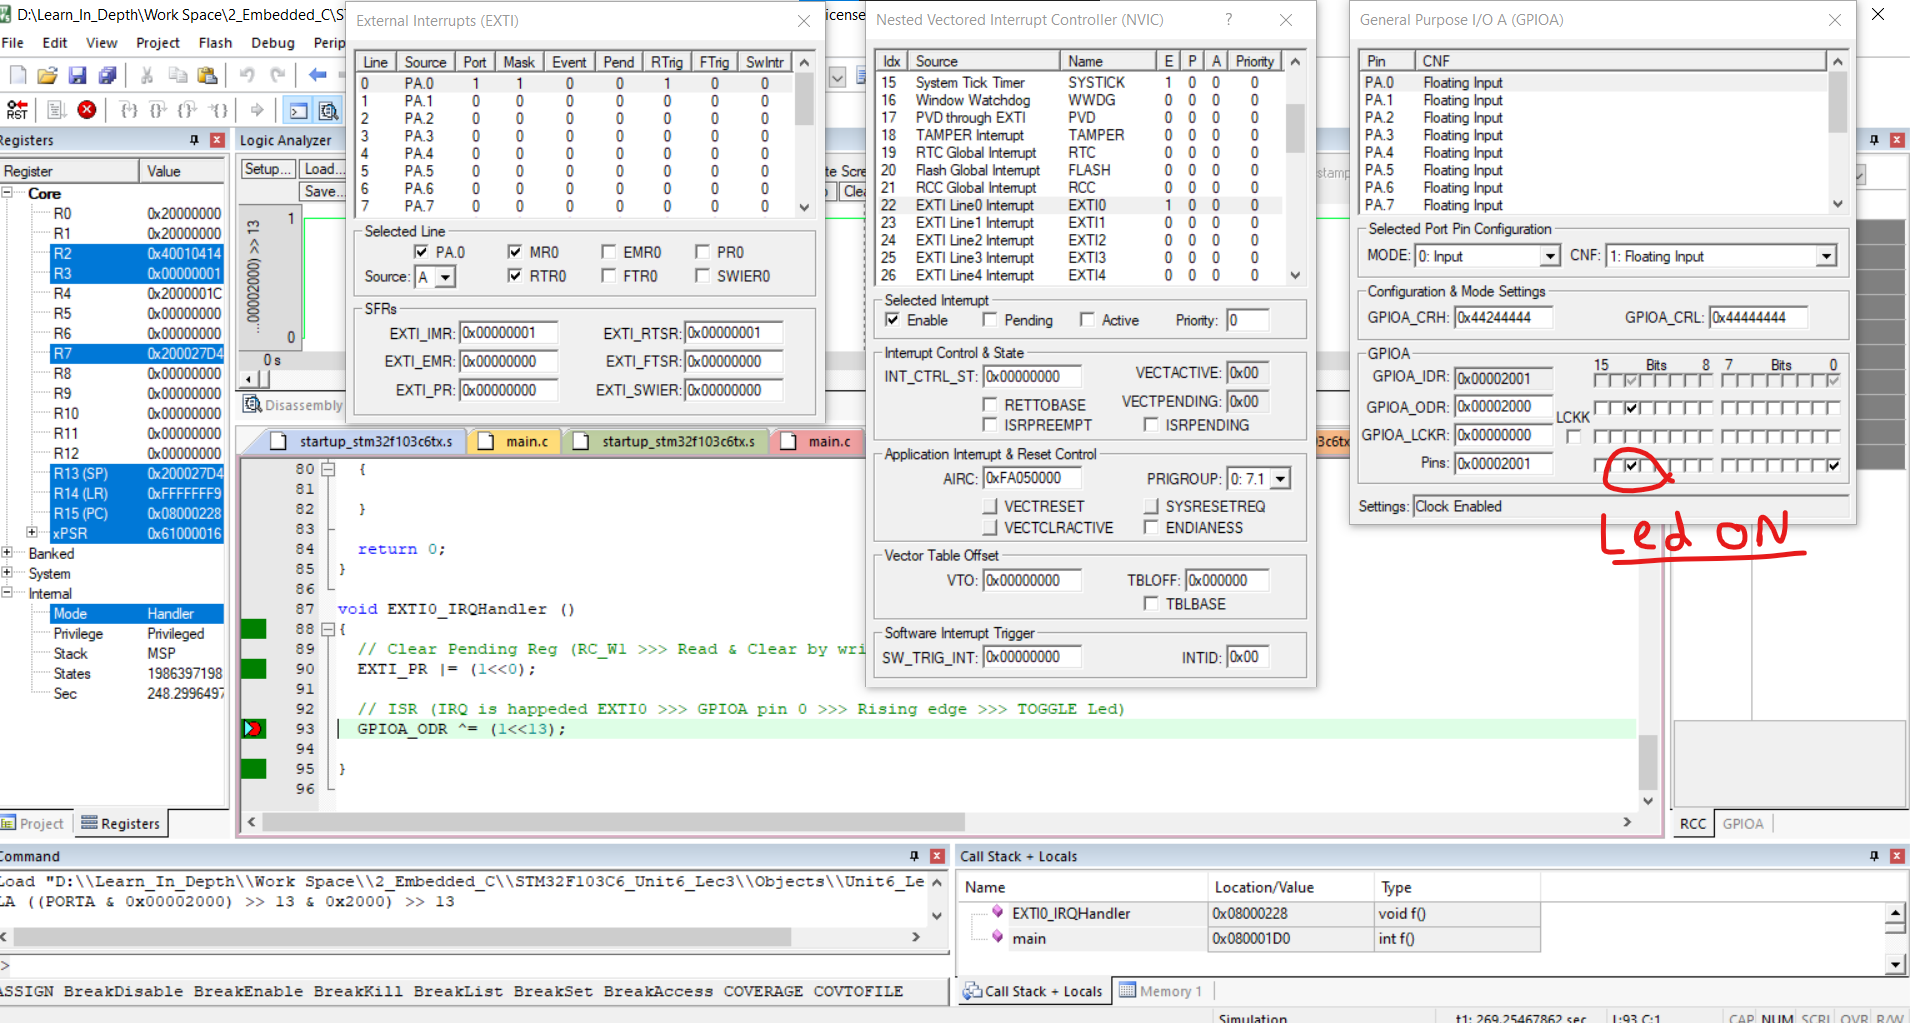 D:\Learn_In_Depth\Work Space\2_Embedded_C\ST
icense
File Edit View Project Flash Debug Perip
RST
Registers
Register Value
Core
R0 0x20000000
R1 0x20000000
R2 0x40010414
R3 0x00000001
R4 0x2000001C
R5 0x00000000
R6 0x00000000
R7 0x200027D4
R8 0x00000000
R9 0x00000000
R10 0x00000000
R11 0x00000000
R12 0x00000000
R13 (SP) 0x200027D4
R14 (LR) 0xFFFFFFF9
R15 (PC) 0x08000228
xPSR 0x61000016
Banked
System
Internal
Mode Handler
Privilege Privileged
Stack MSP
States 1986397198
Sec 248.2996497
Project Registers
Logic Analyzer
Setup... Load...
Save...
te Scre
Clea
stamp
...00002000) >> 13
1
0
0 s
Disassembly
External Interrupts (EXTI)
Line Source Port Mask Event Pend RTrig FTrig SwIntr
0 PA.0 1 1 0 0 1 0 0
1 PA.1 0 0 0 0 0 0 0
2 PA.2 0 0 0 0 0 0 0
3 PA.3 0 0 0 0 0 0 0
4 PA.4 0 0 0 0 0 0 0
5 PA.5 0 0 0 0 0 0 0
6 PA.6 0 0 0 0 0 0 0
7 PA.7 0 0 0 0 0 0 0
Selected Line
PA.0 MR0 EMR0 PR0
Source: A RTR0 FTR0 SWIER0
SFRs
EXTI_IMR: 0x00000001 EXTI_RTSR: 0x00000001
EXTI_EMR: 0x00000000 EXTI_FTSR: 0x00000000
EXTI_PR: 0x00000000 EXTI_SWIER: 0x00000000
Nested Vectored Interrupt Controller (NVIC) ?
Idx Source Name E P A Priority
15 System Tick Timer SYSTICK 1 0 0 0
16 Window Watchdog WWDG 0 0 0 0
17 PVD through EXTI PVD 0 0 0 0
18 TAMPER Interrupt TAMPER 0 0 0 0
19 RTC Global Interrupt RTC 0 0 0 0
20 Flash Global Interrupt FLASH 0 0 0 0
21 RCC Global Interrupt RCC 0 0 0 0
22 EXTI Line0 Interrupt EXTI0 1 0 0 0
23 EXTI Line1 Interrupt EXTI1 0 0 0 0
24 EXTI Line2 Interrupt EXTI2 0 0 0 0
25 EXTI Line3 Interrupt EXTI3 0 0 0 0
26 EXTI Line4 Interrupt EXTI4 0 0 0 0
Selected Interrupt
Enable Pending Active Priority: 0
Interrupt Control & State
INT_CTRL_ST: 0x00000000 VECTACTIVE: 0x00
RETTOBASE VECTPENDING: 0x00
ISRPREEMPT ISRPENDING
Application Interrupt & Reset Control
AIRC: 0xFA050000 PRIGROUP: 0: 7.1
VECTRESET SYSRESETREQ
VECTCLRACTIVE ENDIANESS
Vector Table Offset
VTO: 0x00000000 TBLOFF: 0x000000
TBLBASE
Software Interrupt Trigger
SW_TRIG_INT: 0x00000000 INTID: 0x00
General Purpose I/O A (GPIOA)
Pin CNF
PA.0 Floating Input
PA.1 Floating Input
PA.2 Floating Input
PA.3 Floating Input
PA.4 Floating Input
PA.5 Floating Input
PA.6 Floating Input
PA.7 Floating Input
Selected Port Pin Configuration
MODE: 0: Input CNF: 1: Floating Input
Configuration & Mode Settings
GPIOA_CRH: 0x44244444 GPIOA_CRL: 0x44444444
GPIOA
15 Bits 8 7 Bits 0
GPIOA_IDR: 0x00002001
GPIOA_ODR: 0x00002000
LCKK
GPIOA_LCKR: 0x00000000
Pins: 0x00002001
Settings: Clock Enabled
Led ON
startup_stm32f103c6tx.s main.c startup_stm32f103c6tx.s main.c 3c6tx
80 {
81
82 }
83
84 return 0;
85 }
86
87 void EXTI0_IRQHandler ()
88 {
89 // Clear Pending Reg (RC_W1 >>> Read & Clear by wri
90 EXTI_PR |= (1<<0);
91
92 // ISR (IRQ is happeded EXTI0 >>> GPIOA pin 0 >>> Rising edge >>> TOGGLE Led)
93 GPIOA_ODR ^= (1<<13);
94
95 }
96
RCC GPIOA
Command
Load "D:\\Learn_In_Depth\\Work Space\\2_Embedded_C\\STM32F103C6_Unit6_Lec3\\Objects\\Unit6_Le
LA ((PORTA & 0x00002000) >> 13 & 0x2000) >> 13
>
ASSIGN BreakDisable BreakEnable BreakKill BreakList BreakSet BreakAccess COVERAGE COVTOFILE
Call Stack + Locals
Name Location/Value Type
EXTI0_IRQHandler 0x08000228 void f()
main 0x080001D0 int f()
Call Stack + Locals Memory 1
Simulation t1: 269.25467862 sec L:93 C:1 CAP NUM SCRL OVR R/W